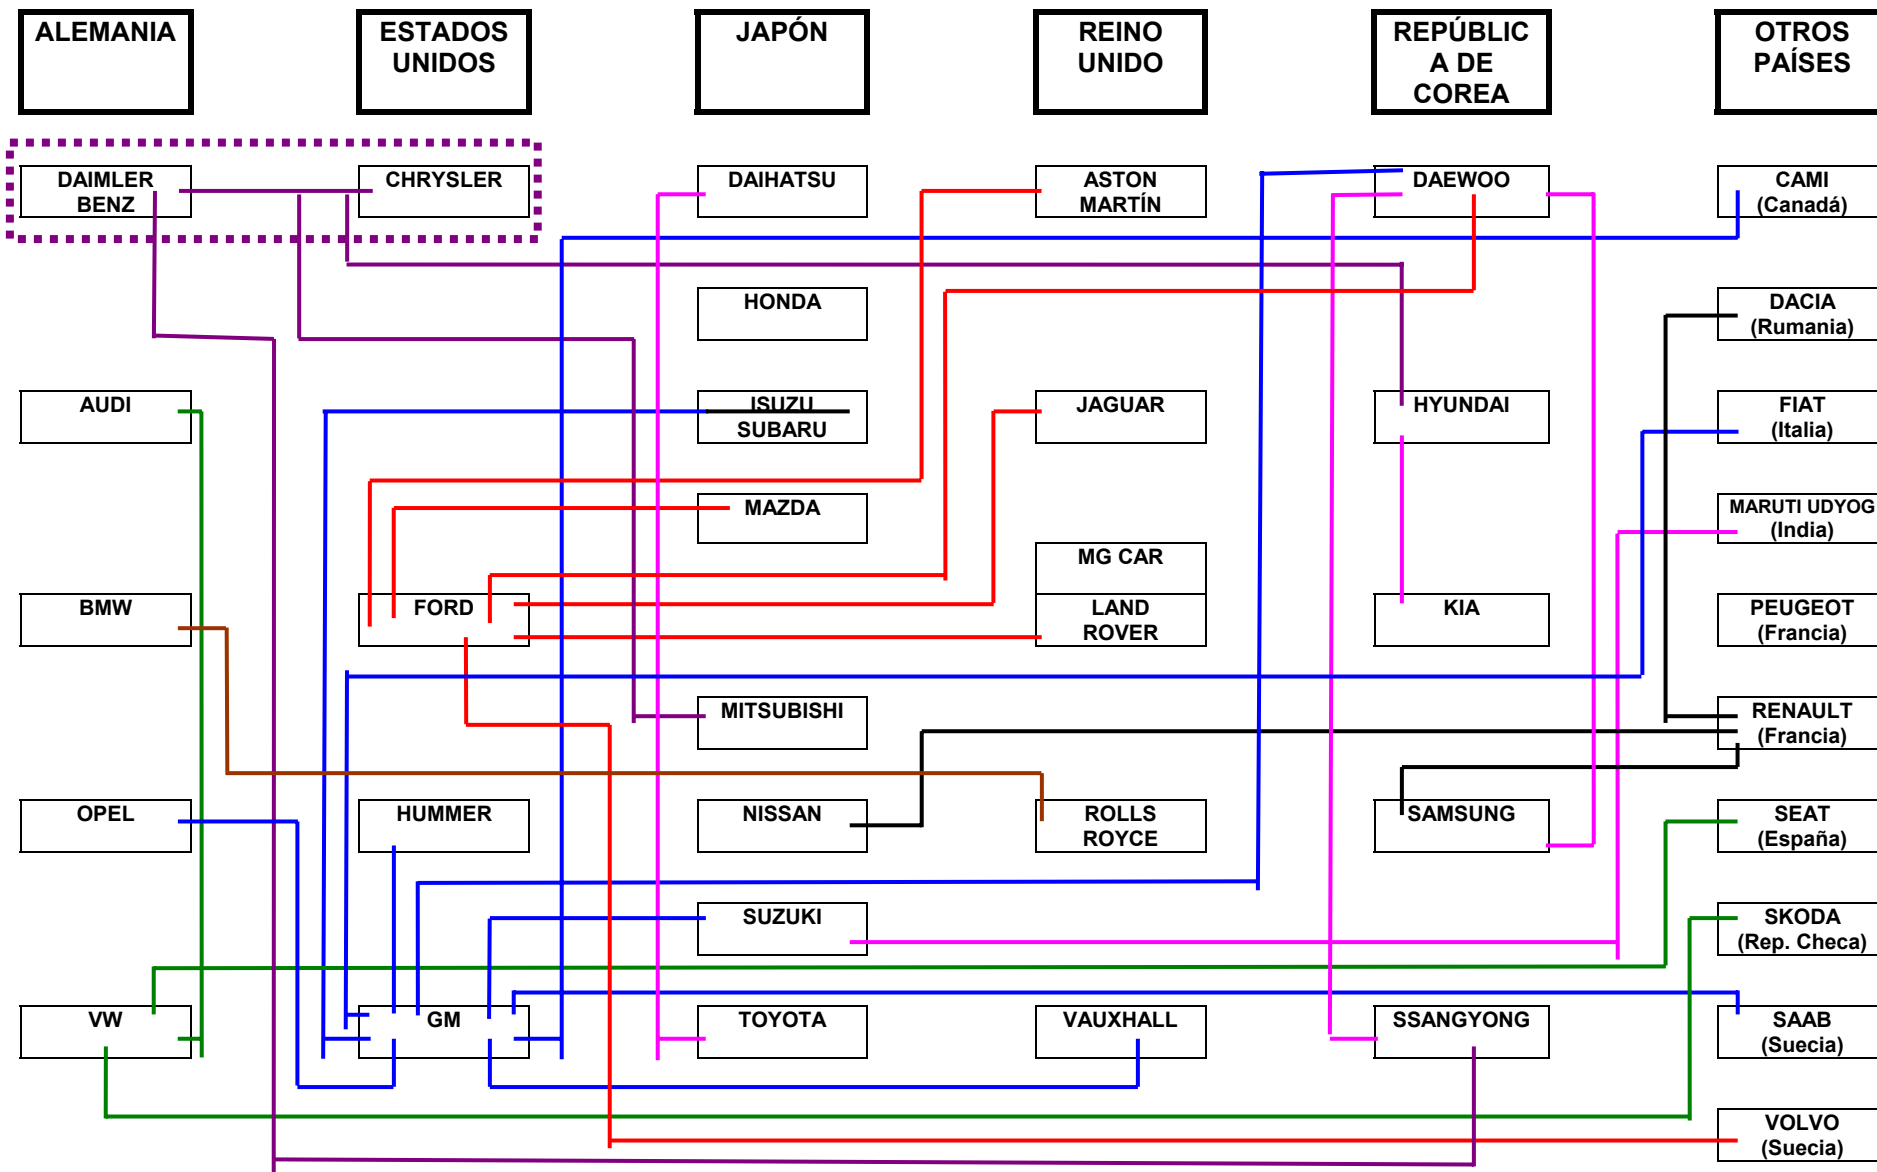 ALEMANIA
ESTADOS
UNIDOS
JAPÓN
REINO
UNIDO
REPÚBLIC
A DE
COREA
OTROS
PAÍSES
DAIMLER
BENZ
CHRYSLER
DAIHATSU
ASTON
MARTÍN
DAEWOO
CAMI
(Canadá)
HONDA
DACIA
(Rumania)
AUDI
ISUZU
SUBARU
JAGUAR
HYUNDAI
FIAT
(Italia)
MAZDA
MARUTI UDYOG
(India)
MG CAR
BMW
FORD
LAND
ROVER
KIA
PEUGEOT
(Francia)
MITSUBISHI
RENAULT
(Francia)
OPEL
HUMMER
NISSAN
ROLLS
ROYCE
SAMSUNG
SEAT
(España)
SUZUKI
SKODA
(Rep. Checa)
VW
GM
TOYOTA
VAUXHALL
SSANGYONG
SAAB
(Suecia)
VOLVO
(Suecia)